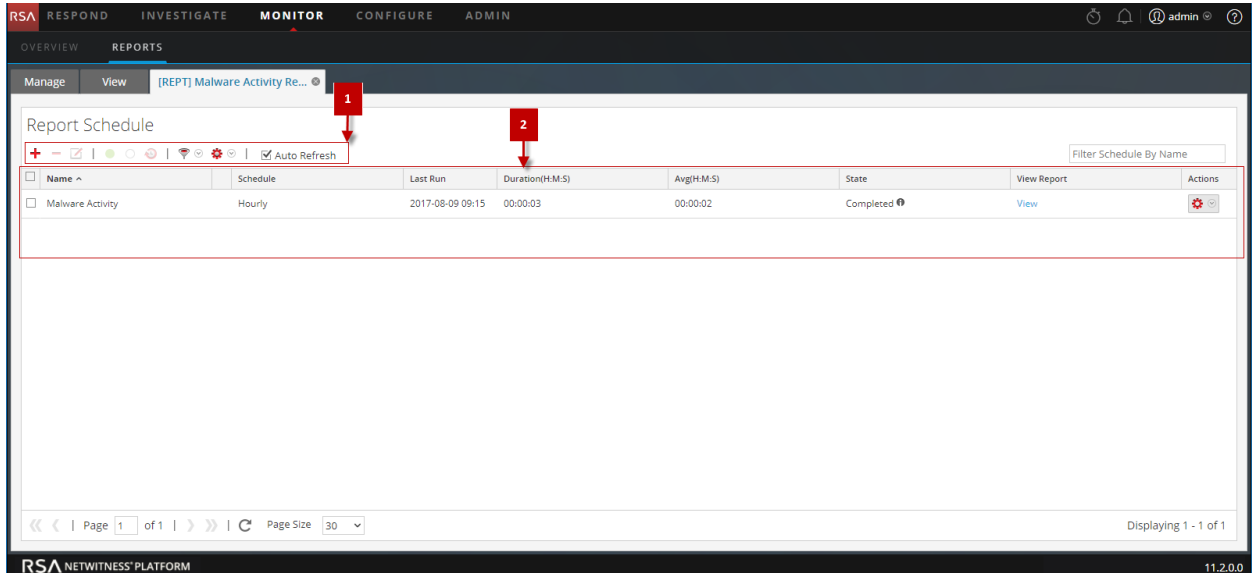 RSA RESPOND INVESTIGATE MONITOR CONFIGURE ADMIN admin
OVERVIEW REPORTS
Manage View [REPT] Malware Activity Re...
1
2
Report Schedule
Auto Refresh Filter Schedule By Name
Name Schedule Last Run Duration(H:M:S) Avg(H:M:S) State View Report Actions
Malware Activity Hourly 2017-08-09 09:15 00:00:03 00:00:02 Completed View
Page 1 of 1 Page Size 30 Displaying 1 - 1 of 1
RSA NETWITNESS® PLATFORM 11.2.0.0